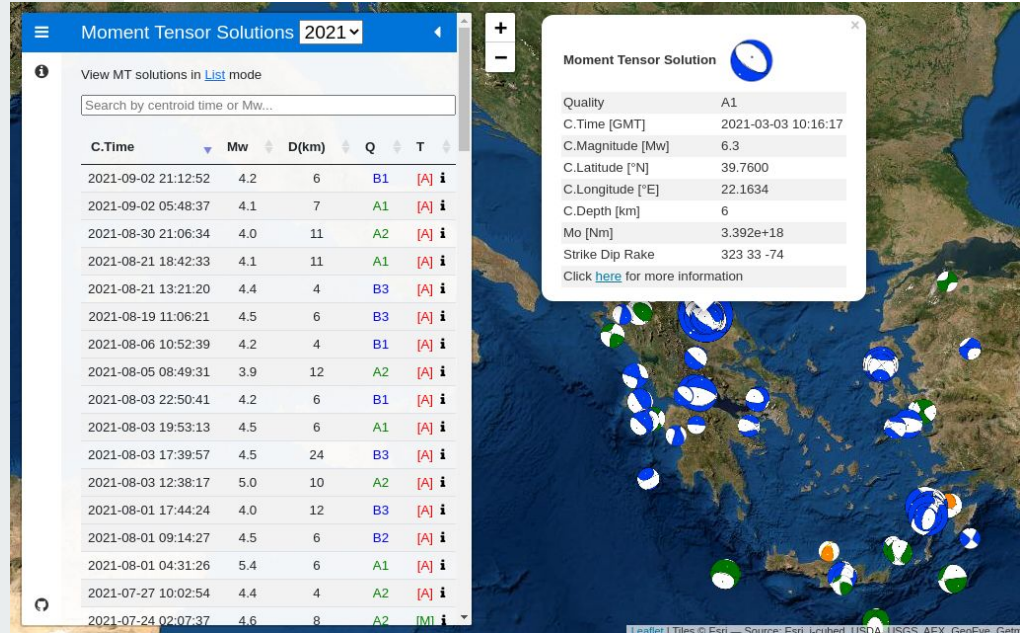 Moment Tensor Solutions 2021
View MT solutions in List mode
Search by centroid time or Mw...
C.Time Mw D(km) Q T
2021-09-02 21:12:52 4.2 6 B1 [A] i
2021-09-02 05:48:37 4.1 7 A1 [A] i
2021-08-30 21:06:34 4.0 11 A2 [A] i
2021-08-21 18:42:33 4.1 11 A1 [A] i
2021-08-21 13:21:20 4.4 4 B3 [A] i
2021-08-19 11:06:21 4.5 6 B3 [A] i
2021-08-06 10:52:39 4.2 4 B1 [A] i
2021-08-05 08:49:31 3.9 12 A2 [A] i
2021-08-03 22:50:41 4.2 6 B1 [A] i
2021-08-03 19:53:13 4.5 6 A1 [A] i
2021-08-03 17:39:57 4.5 24 B3 [A] i
2021-08-03 12:38:17 5.0 10 A2 [A] i
2021-08-01 17:44:24 4.0 12 B3 [A] i
2021-08-01 09:14:27 4.5 6 B2 [A] i
2021-08-01 04:31:26 5.4 6 A1 [A] i
2021-07-27 10:02:54 4.4 4 A2 [A] i
2021-07-24 02:07:37 4.6 8 A2 [M] i
+
−
×
Moment Tensor Solution
Quality A1
C.Time [GMT] 2021-03-03 10:16:17
C.Magnitude [Mw] 6.3
C.Latitude [°N] 39.7600
C.Longitude [°E] 22.1634
C.Depth [km] 6
Mo [Nm] 3.392e+18
Strike Dip Rake 323 33 -74
Click here for more information
Leaflet | Tiles © Esri — Source: Esri, i-cubed, USDA, USGS, AEX, GeoEye, Getm